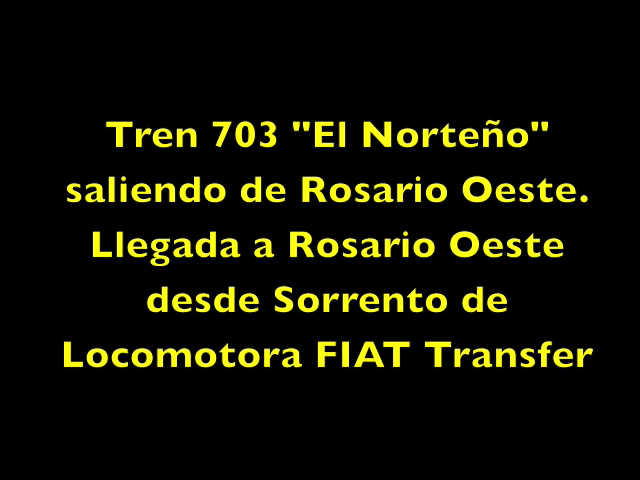 Tren 703 "El Norteño"
saliendo de Rosario Oeste.
Llegada a Rosario Oeste
desde Sorrento de
Locomotora FIAT Transfer